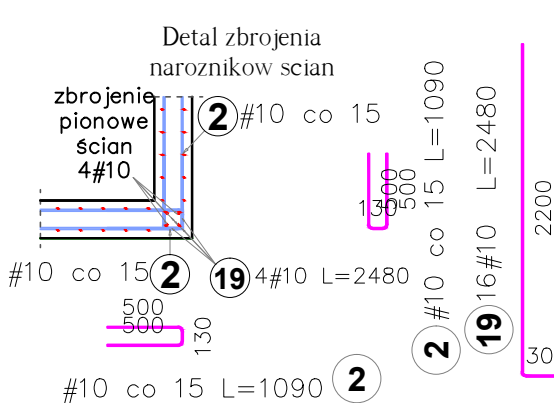 Detal zbrojenia
naroznikow scian
zbrojenie
pionowe
ścian
4#10
2 #10 co 15
500
500
130
#10 co 15 L=1090
2
16#10 L=2480
19
2200
30
#10 co 15 2
19 4#10 L=2480
500
500
130
#10 co 15 L=1090 2